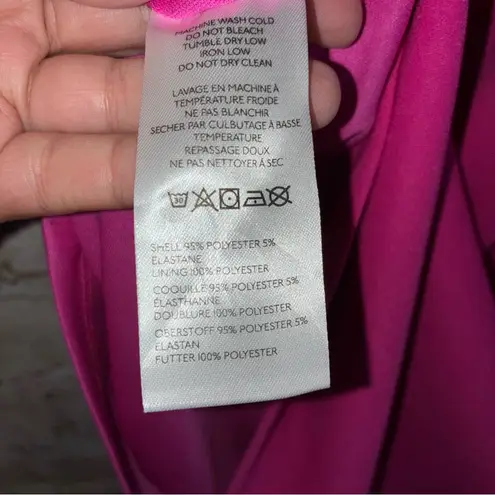 MACHINE WASH COLD
DO NOT BLEACH
TUMBLE DRY LOW
IRON LOW
DO NOT DRY CLEAN
LAVAGE EN MACHINE À
TEMPÉRATURE FROIDE
NE PAS BLANCHIR
SECHER PAR CULBUTAGE À BASSE
TEMPERATURE
REPASSAGE DOUX
NE PAS NETTOYER À SEC
30
SHELL 95% POLYESTER 5%
ELASTANE
LINING 100% POLYESTER
COQUILLE 95% POLYESTER 5%
ÉLASTHANNE
DOUBLURE 100% POLYESTER
OBERSTOFF 95% POLYESTER 5%
ELASTAN
FUTTER 100% POLYESTER